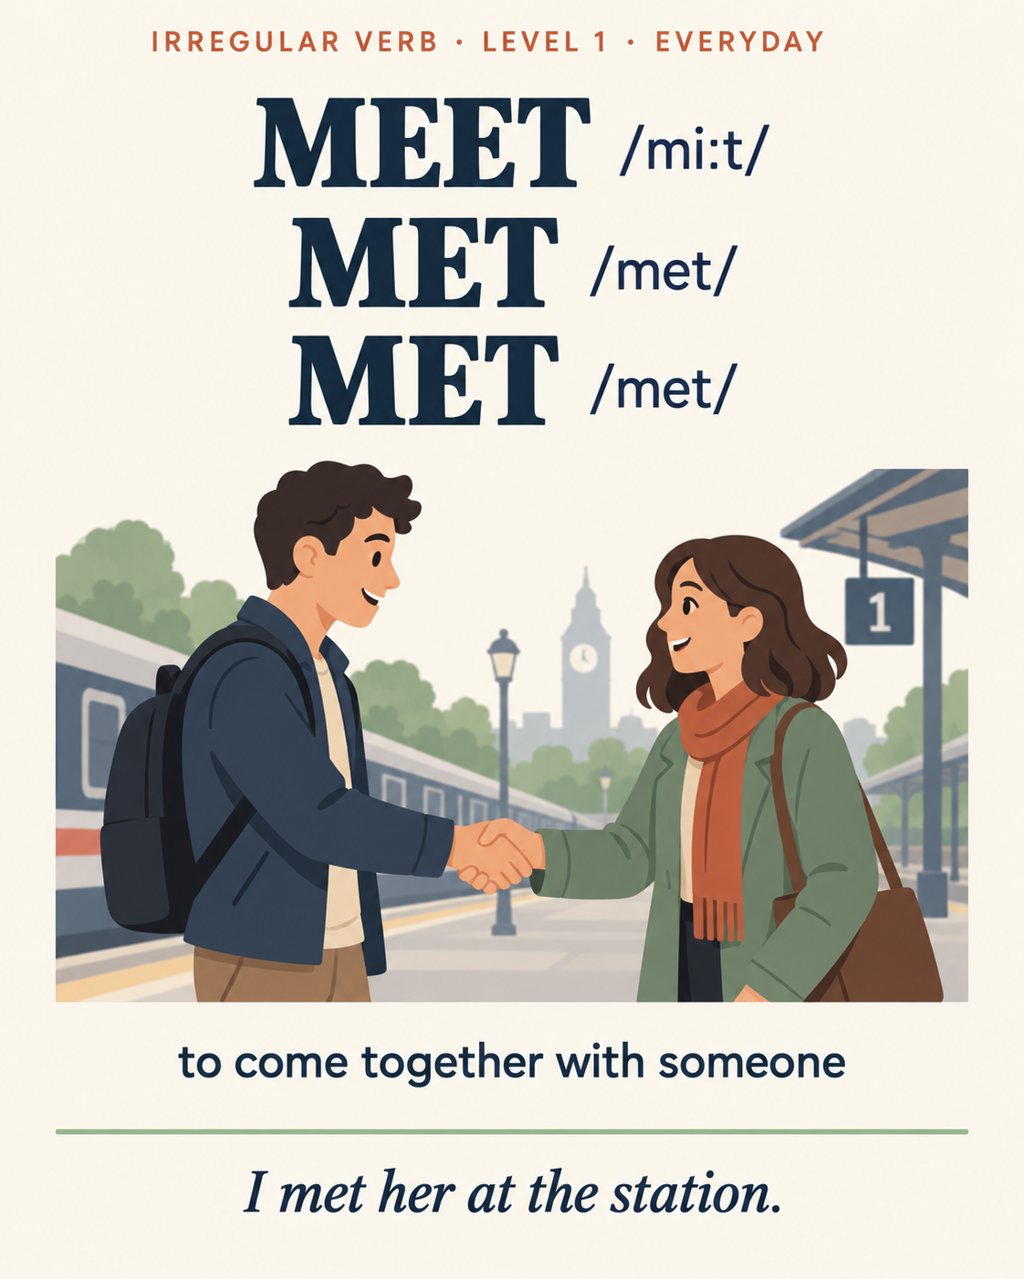 IRREGULAR VERB · LEVEL 1 · EVERYDAY
MEET /mi:t/
MET /met/
MET /met/
1
to come together with someone
I met her at the station.